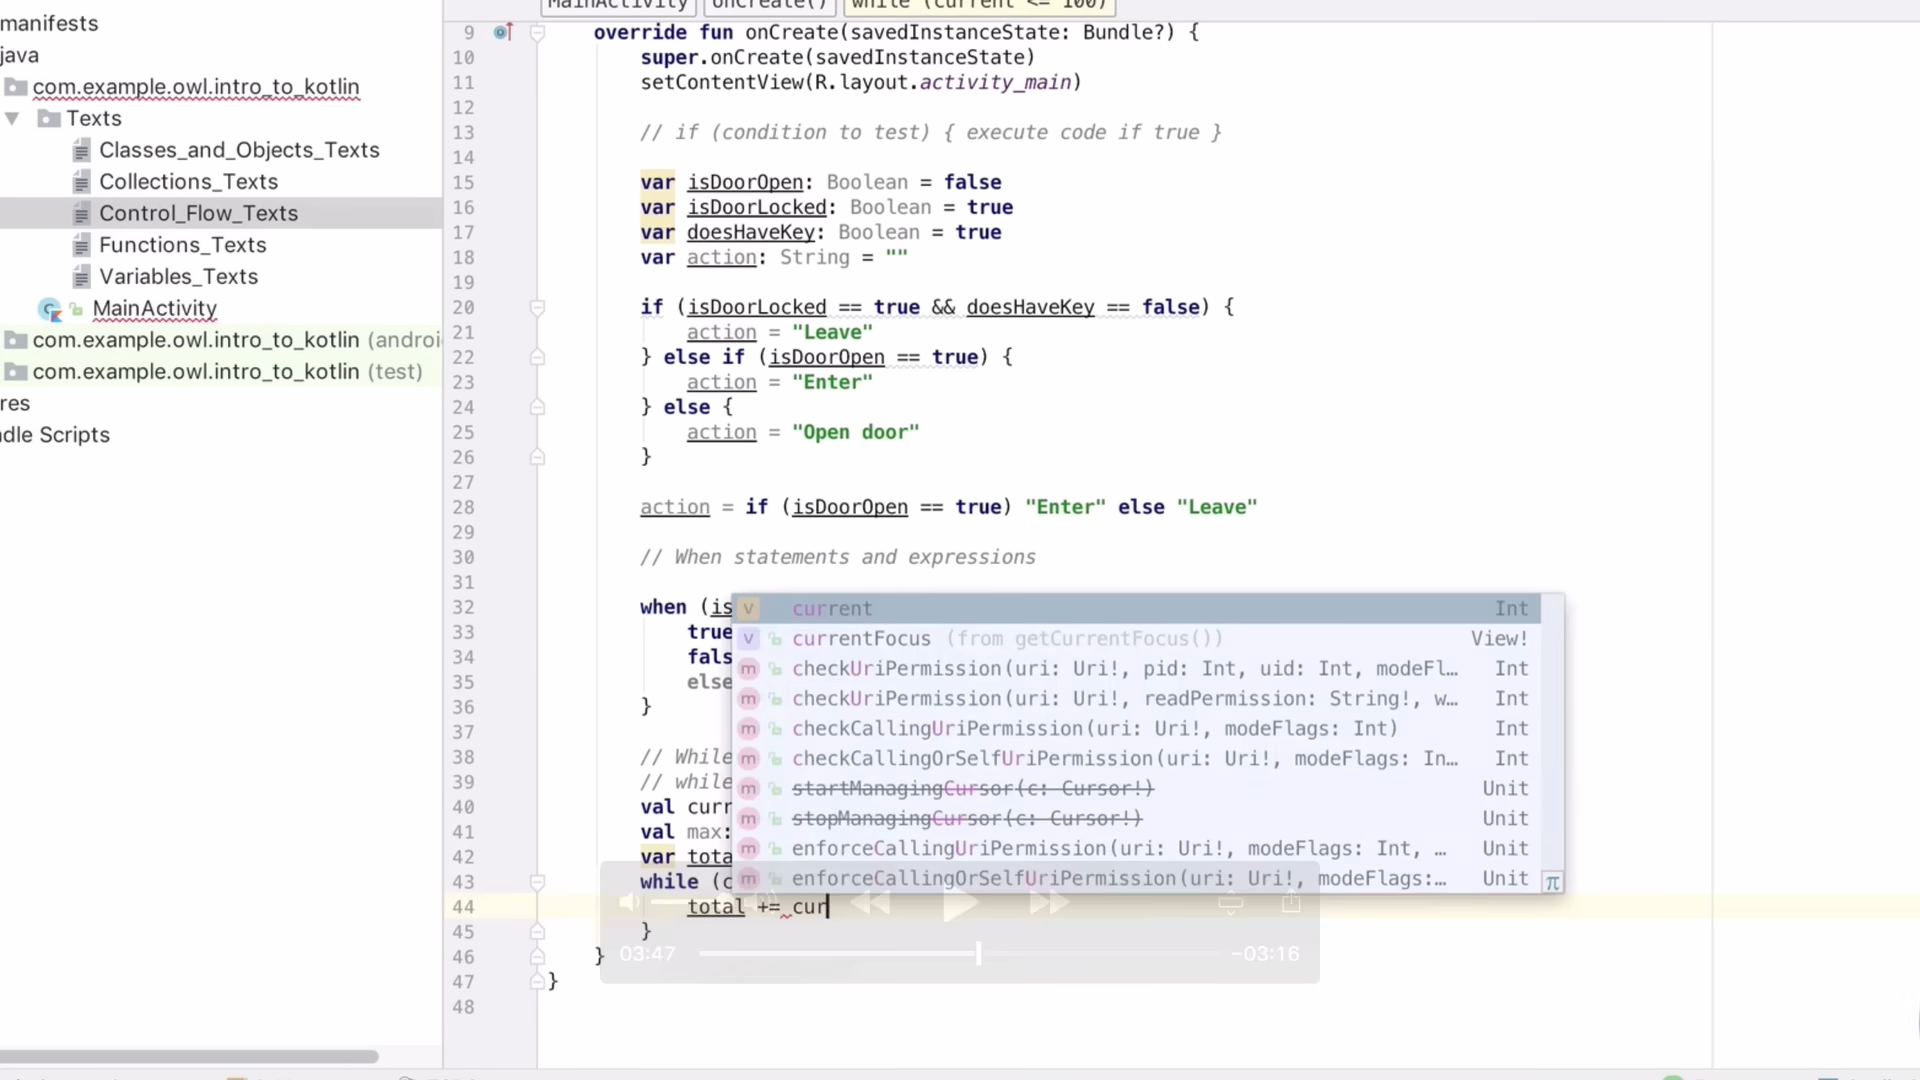 MainActivity onCreate() while (current <= 100)
manifests
java
com.example.owl.intro_to_kotlin
Texts
Classes_and_Objects_Texts
Collections_Texts
Control_Flow_Texts
Functions_Texts
Variables_Texts
MainActivity
com.example.owl.intro_to_kotlin (androi
com.example.owl.intro_to_kotlin (test)
res
dle Scripts
9 override fun onCreate(savedInstanceState: Bundle?) {
10 super.onCreate(savedInstanceState)
11 setContentView(R.layout.activity_main)
12
13 // if (condition to test) { execute code if true }
14
15 var isDoorOpen: Boolean = false
16 var isDoorLocked: Boolean = true
17 var doesHaveKey: Boolean = true
18 var action: String = ""
19
20 if (isDoorLocked == true && doesHaveKey == false) {
21 action = "Leave"
22 } else if (isDoorOpen == true) {
23 action = "Enter"
24 } else {
25 action = "Open door"
26 }
27
28 action = if (isDoorOpen == true) "Enter" else "Leave"
29
30 // When statements and expressions
31
32 when (is
33 true
34 fals
35 else
36 }
37
38 // While
39 // while
40 val curr
41 val max:
42 var tota
43 while (c
44 total += cur
45 }
46 }
47 }
48
current Int
currentFocus (from getCurrentFocus()) View!
checkUriPermission(uri: Uri!, pid: Int, uid: Int, modeFl… Int
checkUriPermission(uri: Uri!, readPermission: String!, w… Int
checkCallingUriPermission(uri: Uri!, modeFlags: Int) Int
checkCallingOrSelfUriPermission(uri: Uri!, modeFlags: In… Int
startManagingCursor(c: Cursor!) Unit
stopManagingCursor(c: Cursor!) Unit
enforceCallingUriPermission(uri: Uri!, modeFlags: Int, … Unit
enforceCallingOrSelfUriPermission(uri: Uri!, modeFlags:… Unit
π
03:47 -03:16